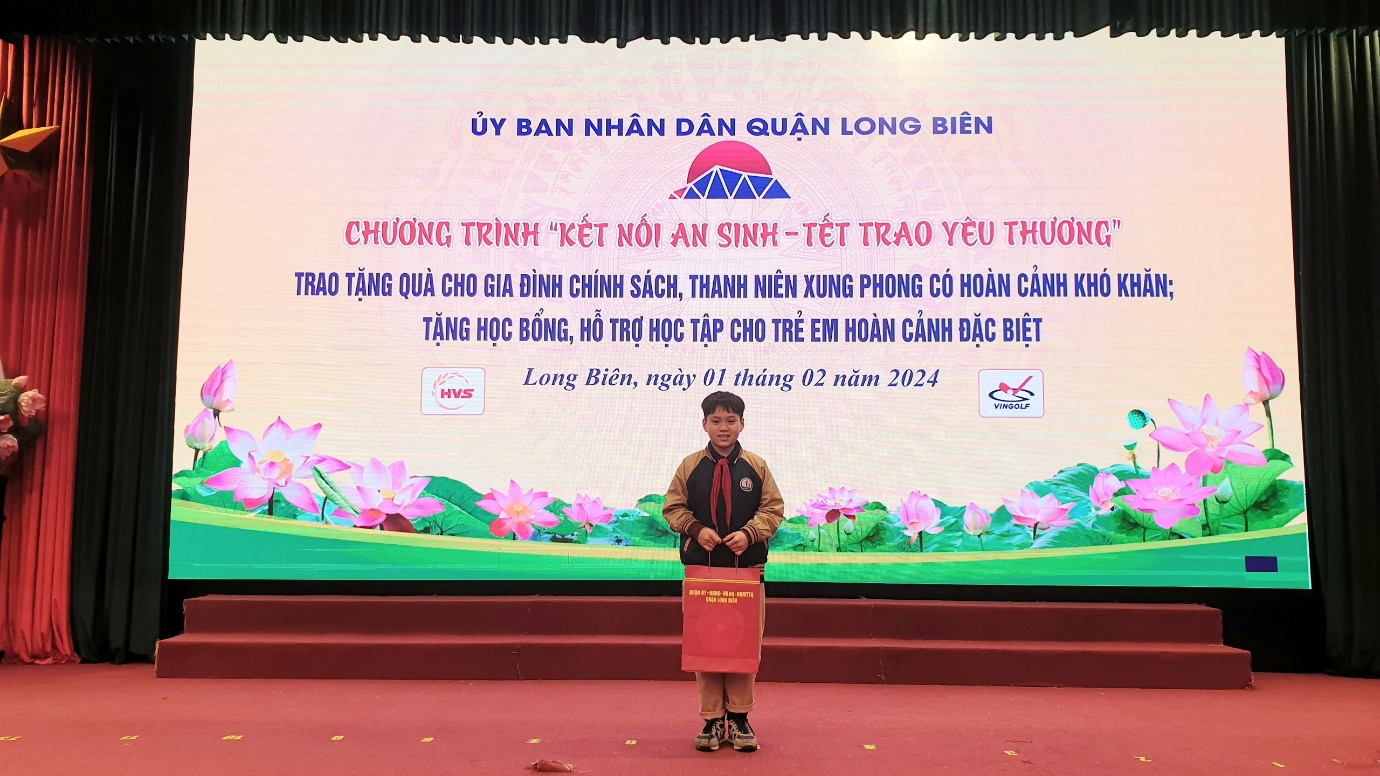 ỦY BAN NHÂN DÂN QUẬN LONG BIÊN
CHƯƠNG TRÌNH “KẾT NỐI AN SINH - TẾT TRAO YÊU THƯƠNG”
TRAO TẶNG QUÀ CHO GIA ĐÌNH CHÍNH SÁCH, THANH NIÊN XUNG PHONG CÓ HOÀN CẢNH KHÓ KHĂN;
TẶNG HỌC BỔNG, HỖ TRỢ HỌC TẬP CHO TRẺ EM HOÀN CẢNH ĐẶC BIỆT
Long Biên, ngày 01 tháng 02 năm 2024
HVS
VINGOLF
QUẬN LONG BIÊN